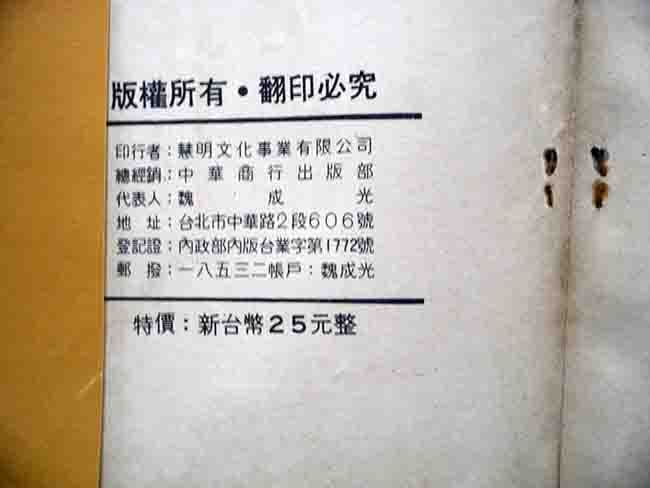 版權所有・翻印必究
印行者：慧明文化事業有限公司
總經銷：中華商行出版部
代表人：魏成光
地址：台北市中華路2段606號
登記證：內政部內版台業字第1772號
郵撥：一八五三二帳戶：魏成光
特價：新台幣25元整